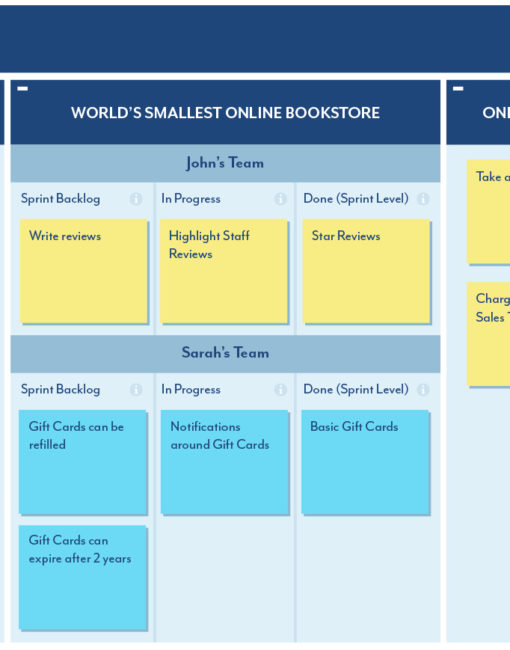 WORLD'S SMALLEST ONLINE BOOKSTORE
John's Team
Sprint Backlog
In Progress
Done (Sprint Level)
Write reviews
Highlight Staff
Reviews
Star Reviews
Take a
Sales
Sarah's Team
Sprint Backlog
In Progress
Done (Sprint Level)
Gift Cards can be
refilled
Notifications
around Gift Cards
Basic Gift Cards
Gift Cards can
expire after 2 years